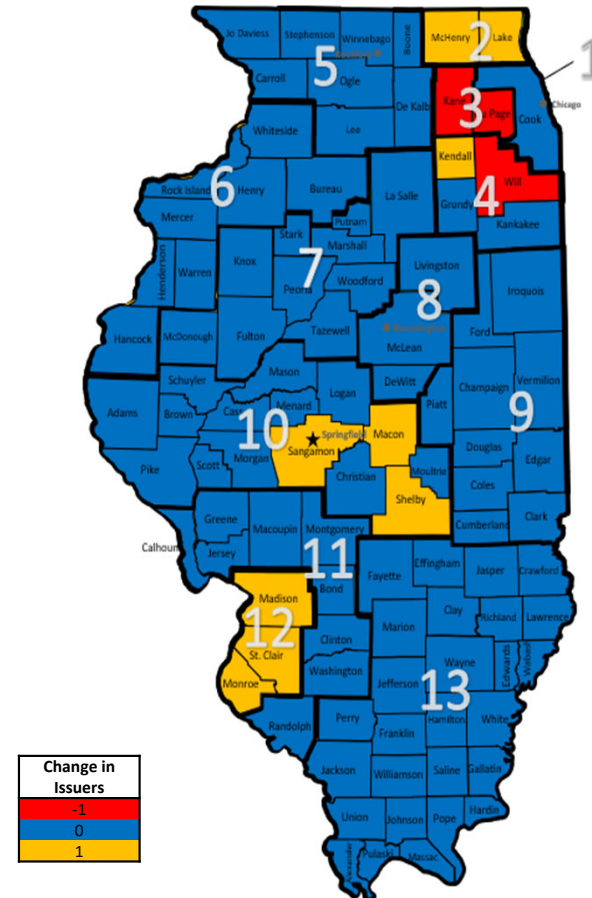 Jo Daviess
Stephenson
Winnebago
Boone
McHenry
Lake
2
1
5
Carroll
Ogle
De Kalb
Kane
3
Page
Cook
Chicago
Whiteside
Lee
Kendall
Will
4
Rock Island
6
Henry
Bureau
La Salle
Grundy
Kankakee
Mercer
Putnam
Stark
Marshall
Henderson
Warren
Knox
7
Peoria
Woodford
Livingston
8
Iroquois
Hancock
McDonough
Fulton
Tazewell
McLean
Ford
Mason
Schuyler
Logan
DeWitt
Champaign
Vermilion
Adams
Brown
Cass
Menard
Piatt
9
10
Springfield
Macon
Sangamon
Morgan
Scott
Pike
Christian
Moultrie
Douglas
Edgar
Coles
Shelby
Greene
Macoupin
Montgomery
Cumberland
Clark
Calhoun
Jersey
11
Fayette
Effingham
Jasper
Crawford
Madison
Bond
12
Clay
Richland
Lawrence
Marion
Clinton
St. Clair
Wayne
Edwards
Wabash
Washington
Monroe
Jefferson
13
Randolph
Perry
Hamilton
White
Franklin
Jackson
Williamson
Saline
Gallatin
Union
Johnson
Pope
Hardin
Alexander
Pulaski
Massac
Change in
Issuers
-1
0
1